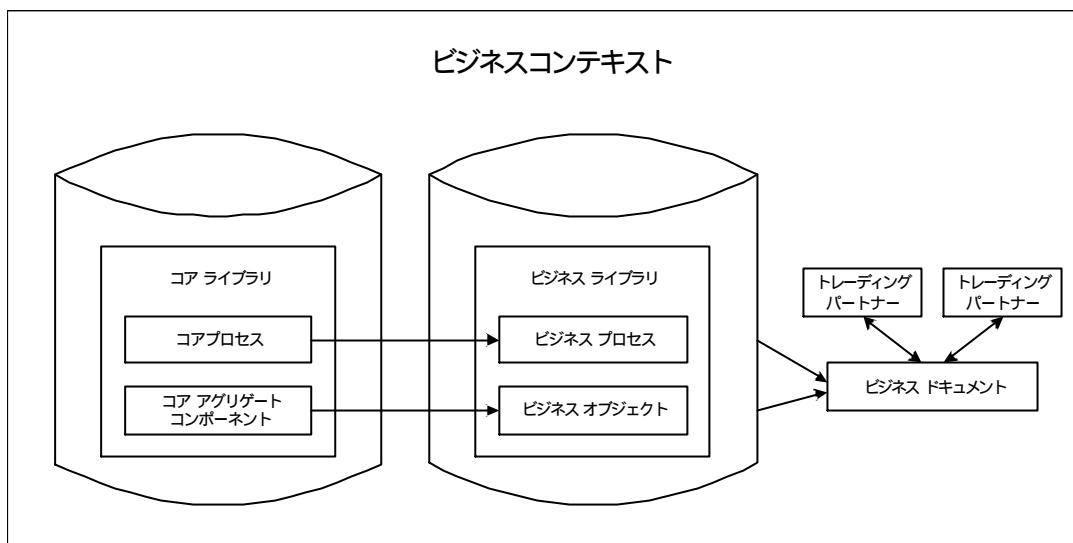 ビジネスコンテキスト
コア ライブラリ
コアプロセス
コア アグリゲート
コンポーネント
ビジネス ライブラリ
ビジネス プロセス
ビジネス オブジェクト
トレーディング
パートナー
トレーディング
パートナー
ビジネス ドキュメント